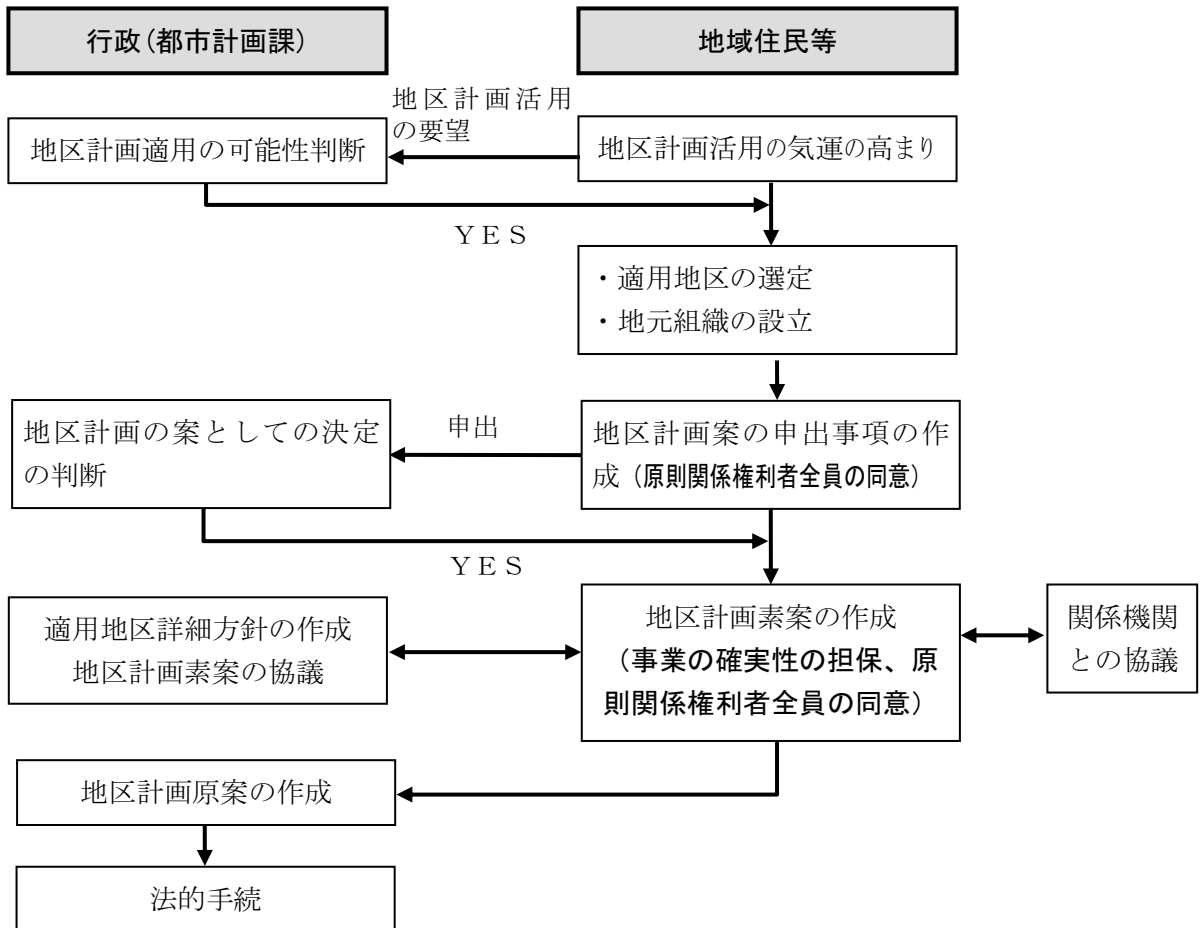 行政（都市計画課）
地域住民等
地区計画活用
の要望
地区計画適用の可能性判断
地区計画活用の気運の高まり
ＹＥＳ
・適用地区の選定
・地元組織の設立
地区計画の案としての決定
の判断
申出
地区計画案の申出事項の作
成（原則関係権利者全員の同意）
ＹＥＳ
適用地区詳細方針の作成
地区計画素案の協議
地区計画素案の作成
（事業の確実性の担保、原
則関係権利者全員の同意）
関係機関
との協議
地区計画原案の作成
法的手続